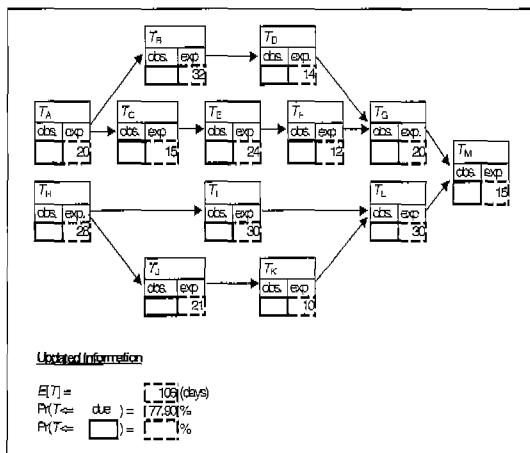 T_B T_D
obs. exp obs. exp.
32 14
T_A T_C T_E T_F T_G
obs. exp obs. exp. obs. exp. obs. exp. obs. exp.
20 15 24 12 20
T_M
obs. exp.
15
T_H T_I T_L
obs. exp. obs. exp. obs. exp.
28 30 30
T_J T_K
obs. exp. obs. exp
21 10
Updated Information
E[T] = 106 (days)
Pr(T<= due ) = 77.90 %
Pr(T<= ) = %